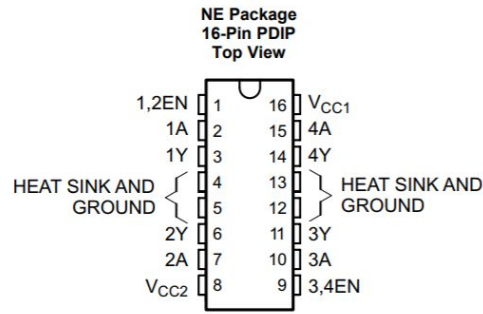 NE Package
16-Pin PDIP
Top View
1,2EN 1 16 VCC1
1A 2 15 4A
1Y 3 14 4Y
HEAT SINK AND GROUND 4 13 HEAT SINK AND GROUND
5 12
2Y 6 11 3Y
2A 7 10 3A
VCC2 8 9 3,4EN